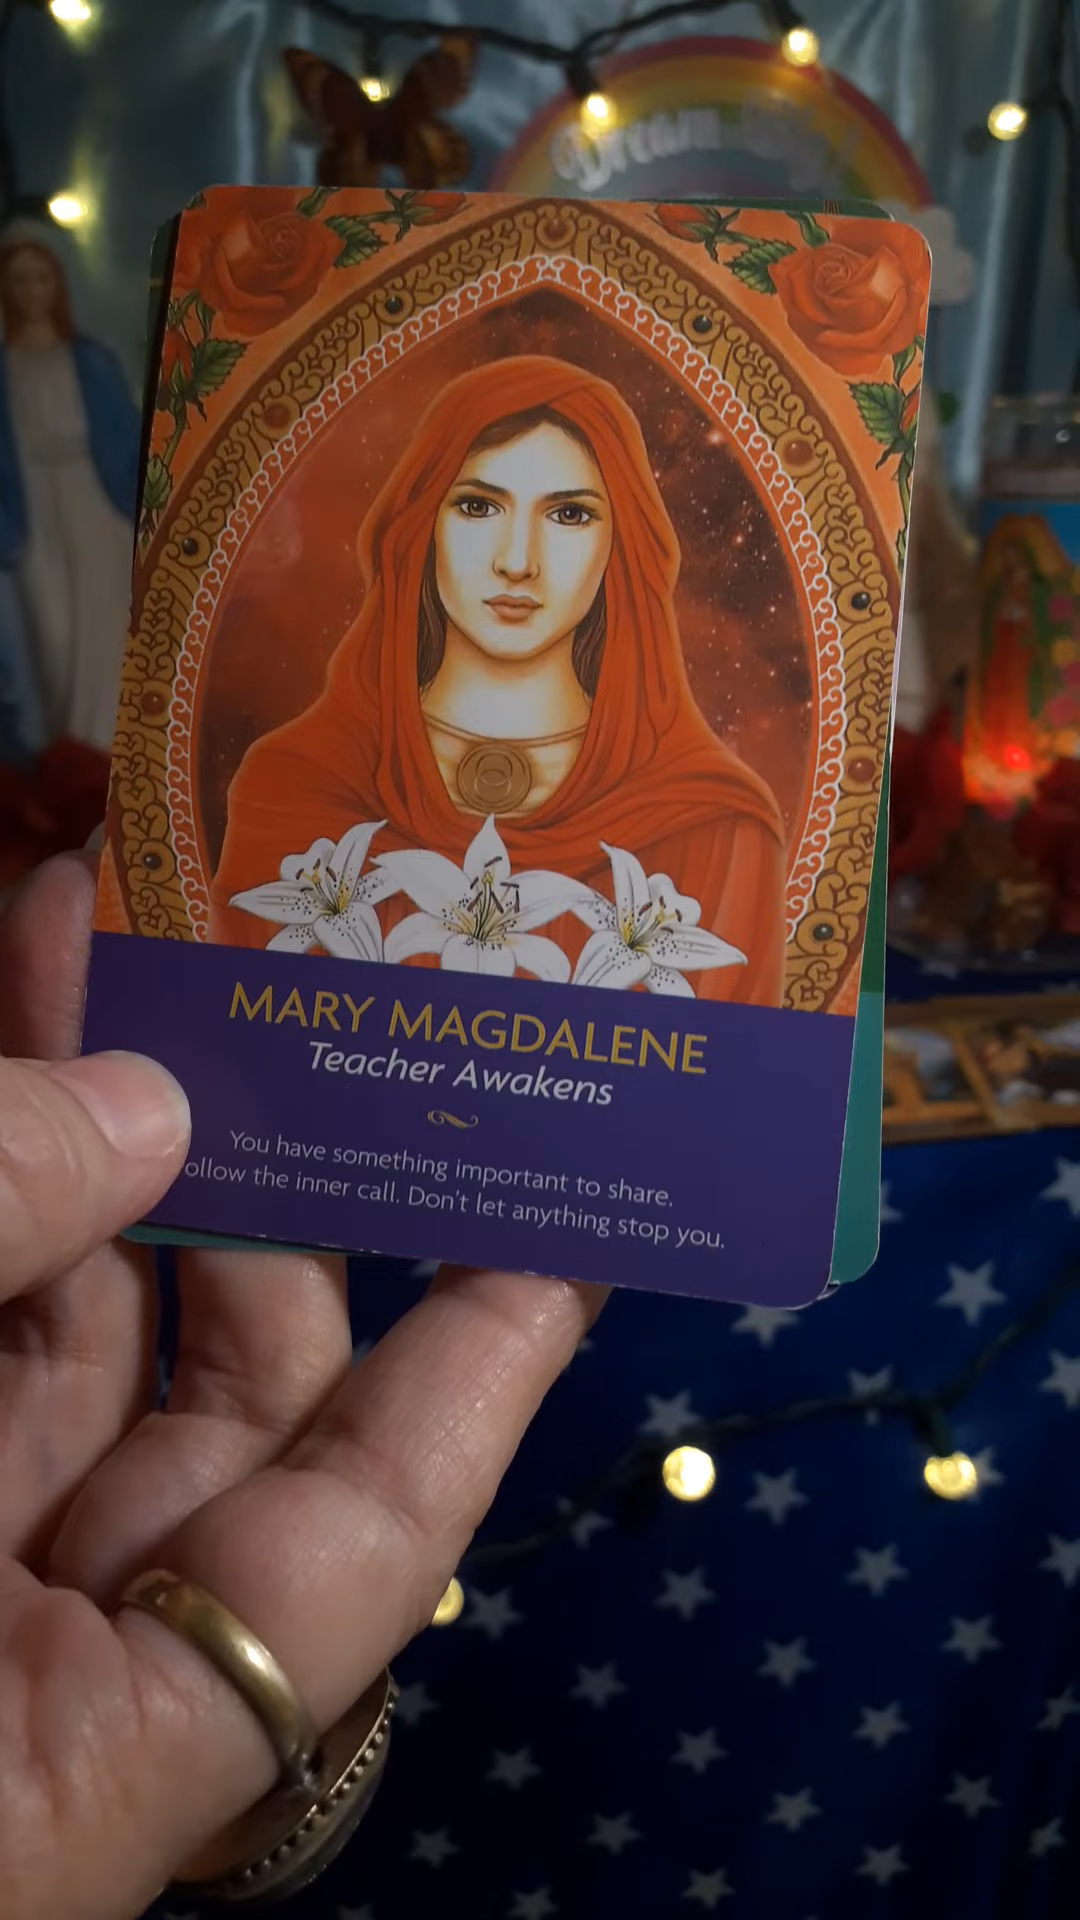 Dream
MARY MAGDALENE
Teacher Awakens
You have something important to share.
ollow the inner call. Don't let anything stop you.